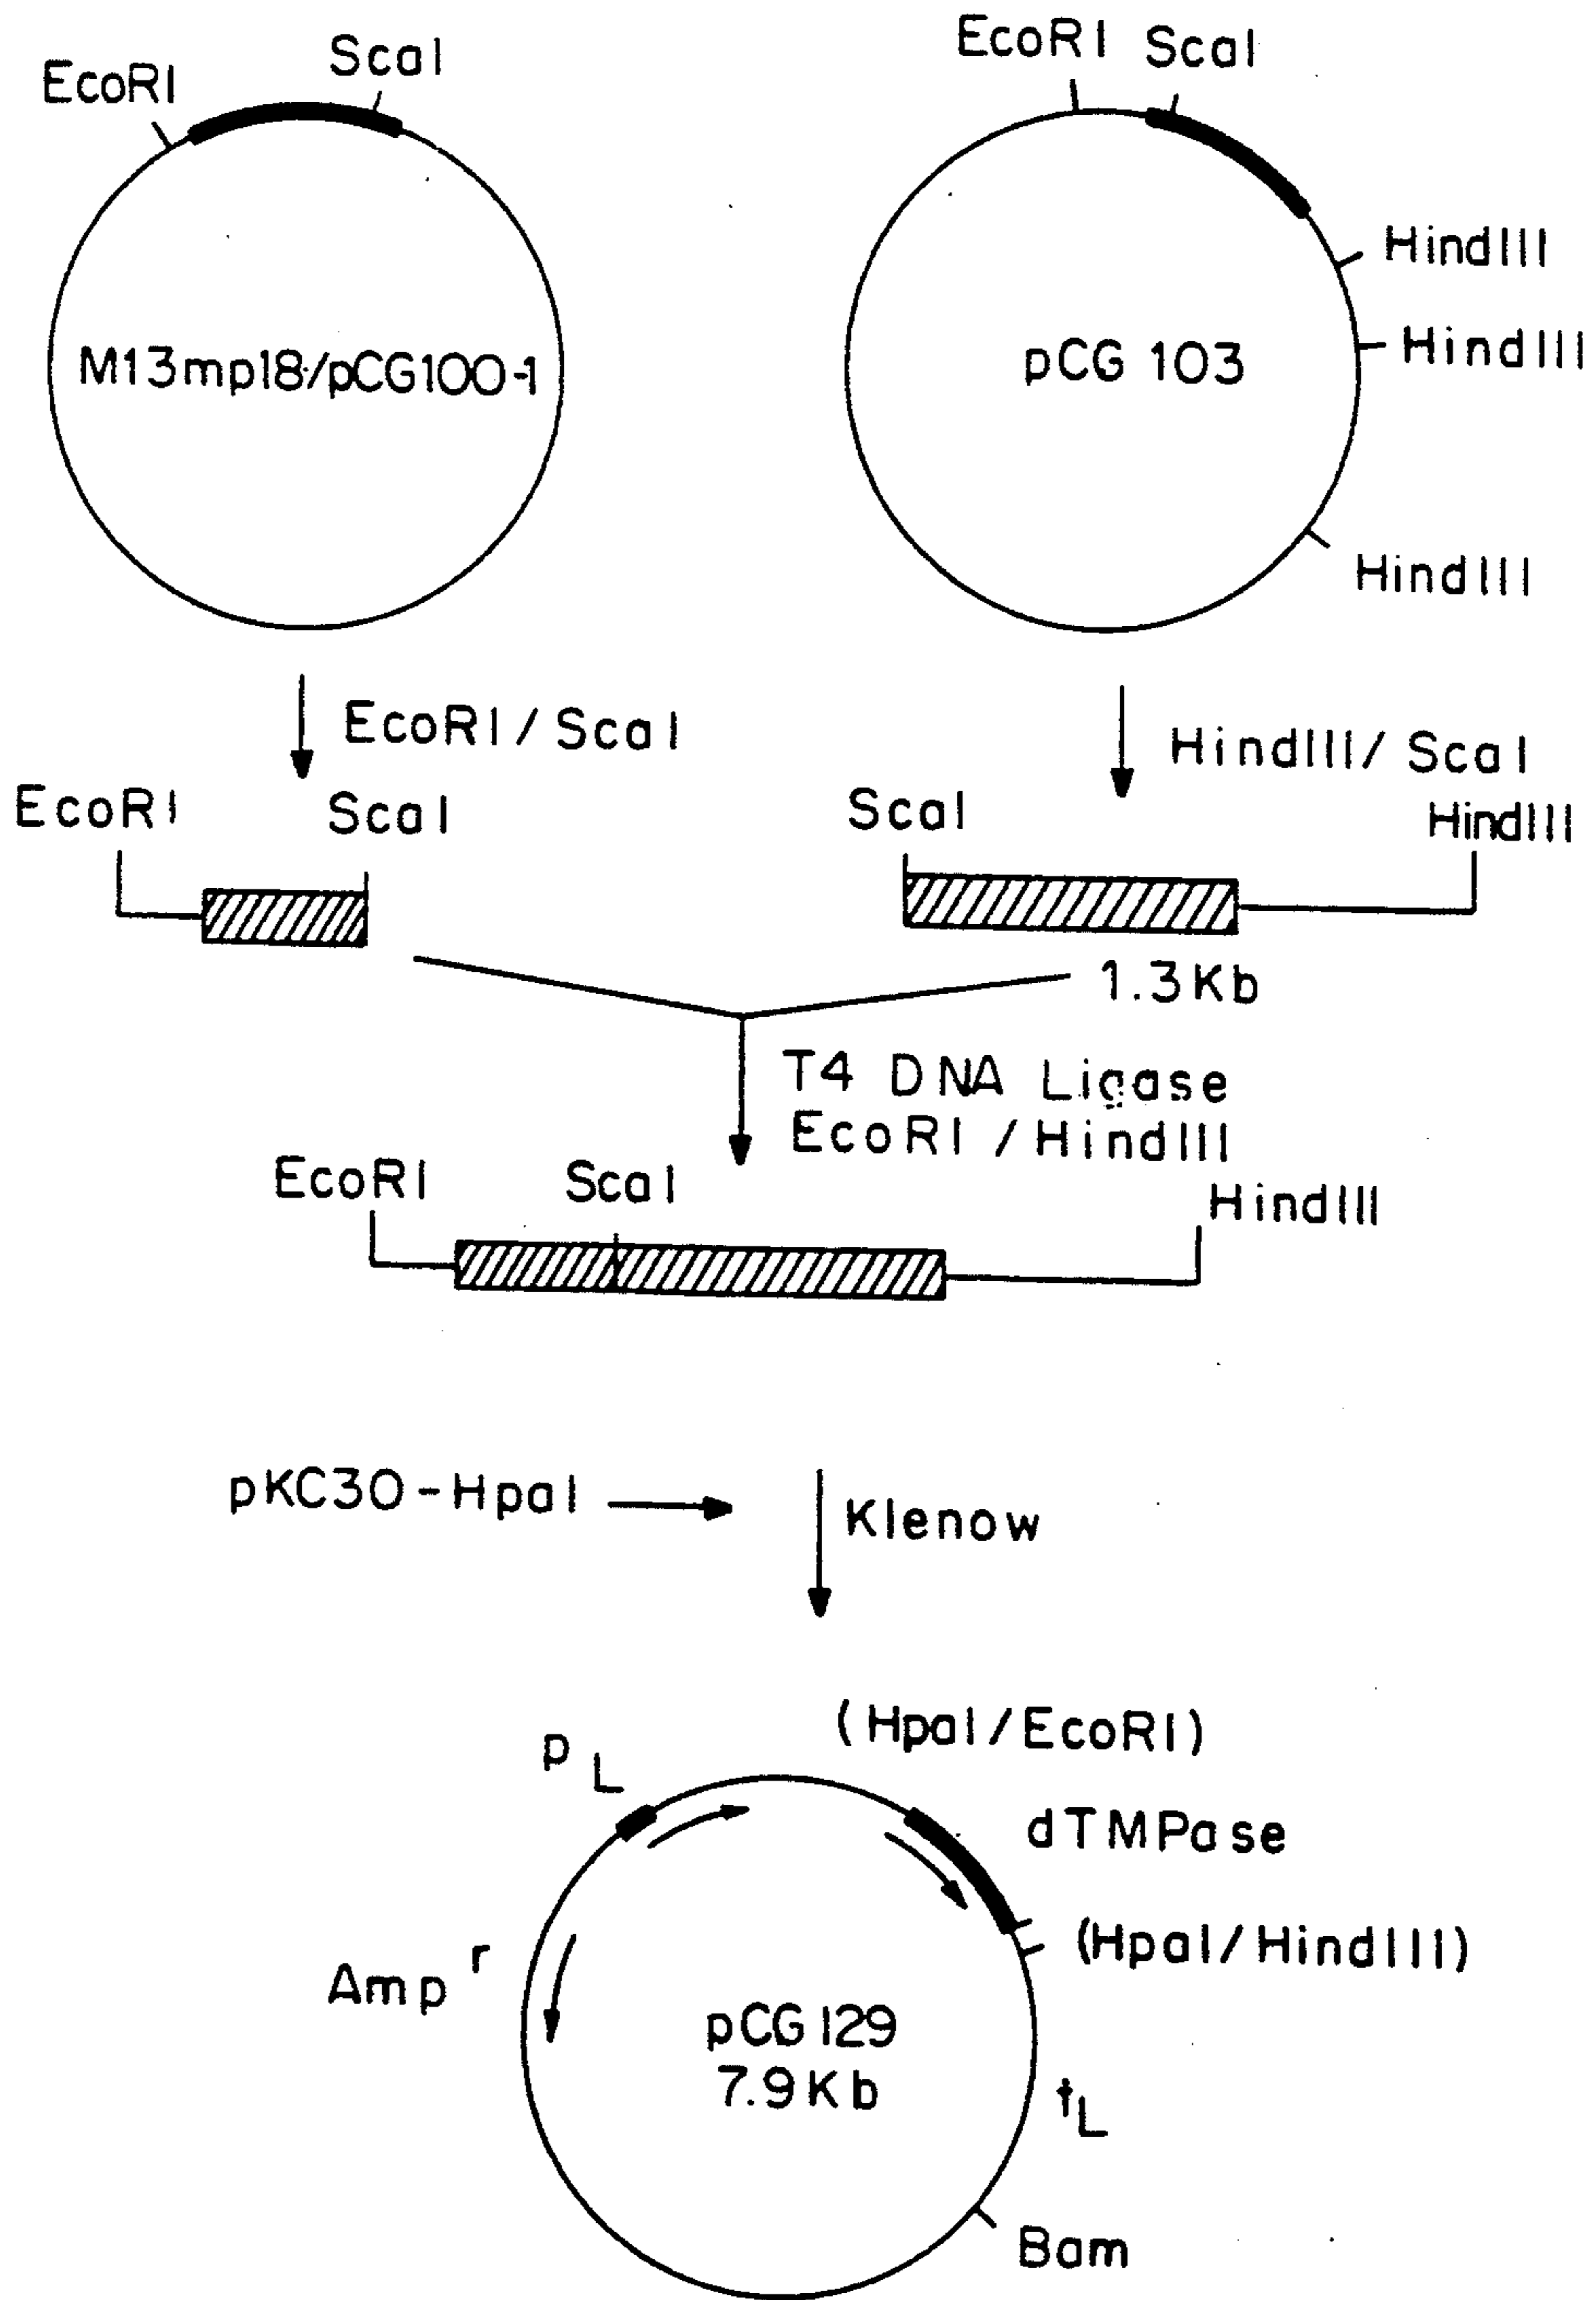 EcoRI
ScaI
EcoRI
ScaI
HindIII
HindIII
HindIII
M13mp18/pCG100-1
pCG 103
EcoRI/ScaI
HindIII/ScaI
EcoRI
ScaI
ScaI
HindIII
1.3Kb
T4 DNA Ligase
EcoRI/HindIII
EcoRI
ScaI
HindIII
pKC30-HpaI
Klenow
(HpaI/EcoRI)
pL
dTMPase
(HpaI/HindIII)
Amp r
pCG129
7.9Kb
tL
Bam